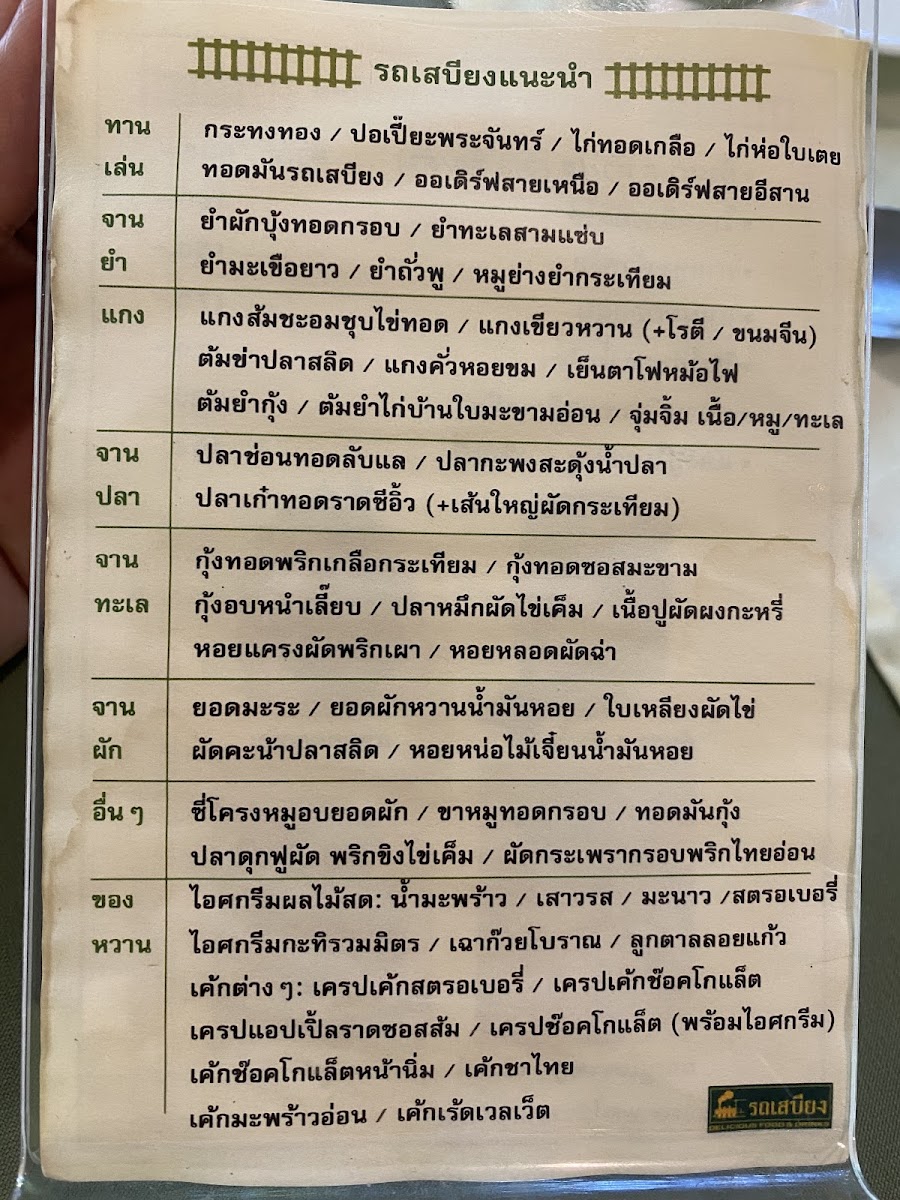 รถเสบียงแนะนำ
ทาน กระทงทอง / ปอเปี๊ยะพระจันทร์ / ไก่ทอดเกลือ / ไก่ห่อใบเตย
เล่น ทอดมันรถเสบียง / ออเดิร์ฟสายเหนือ / ออเดิร์ฟสายอีสาน
จาน ยำผักบุ้งทอดกรอบ / ยำทะเลสามแซ่บ
ยำ ยำมะเขือยาว / ยำถั่วพู / หมูย่างยำกระเทียม
แกง แกงส้มชะอมชุบไข่ทอด / แกงเขียวหวาน (+โรตี / ขนมจีน)
ต้มข่าปลาสลิด / แกงคั่วหอยขม / เย็นตาโฟหม้อไฟ
ต้มยำกุ้ง / ต้มยำไก่บ้านใบมะขามอ่อน / จุ่มจิ้ม เนื้อ/หมู/ทะเล
จาน ปลาช่อนทอดลับแล / ปลากะพงสะดุ้งน้ำปลา
ปลา ปลาเก๋าทอดราดซีอิ้ว (+เส้นใหญ่ผัดกระเทียม)
จาน กุ้งทอดพริกเกลือกระเทียม / กุ้งทอดซอสมะขาม
ทะเล กุ้งอบหนำเลี๊ยบ / ปลาหมึกผัดไข่เค็ม / เนื้อปูผัดผงกะหรี่
หอยแครงผัดพริกเผา / หอยหลอดผัดฉ่า
จาน ยอดมะระ / ยอดผักหวานน้ำมันหอย / ใบเหลียงผัดไข่
ผัก ผัดคะน้าปลาสลิด / หอยหน่อไม้เจี๋ยนน้ำมันหอย
อื่น ๆ ซี่โครงหมูอบยอดผัก / ขาหมูทอดกรอบ / ทอดมันกุ้ง
ปลาดุกฟูผัด พริกขิงไข่เค็ม / ผัดกระเพรากรอบพริกไทยอ่อน
ของ ไอศกรีมผลไม้สด: น้ำมะพร้าว / เสาวรส / มะนาว /สตรอเบอรี่
หวาน ไอศกรีมกะทิรวมมิตร / เฉาก๊วยโบราณ / ลูกตาลลอยแก้ว
เค้กต่าง ๆ: เครปเค้กสตรอเบอรี่ / เครปเค้กช๊อคโกแล็ต
เครปแอปเปิ้ลราดซอสส้ม / เครปช๊อคโกแล็ต (พร้อมไอศกรีม)
เค้กช๊อคโกแล็ตหน้านิ่ม / เค้กชาไทย
เค้กมะพร้าวอ่อน / เค้กเร้ดเวลเว็ต
รถเสบียง
DELICIOUS FOOD & DRINKS